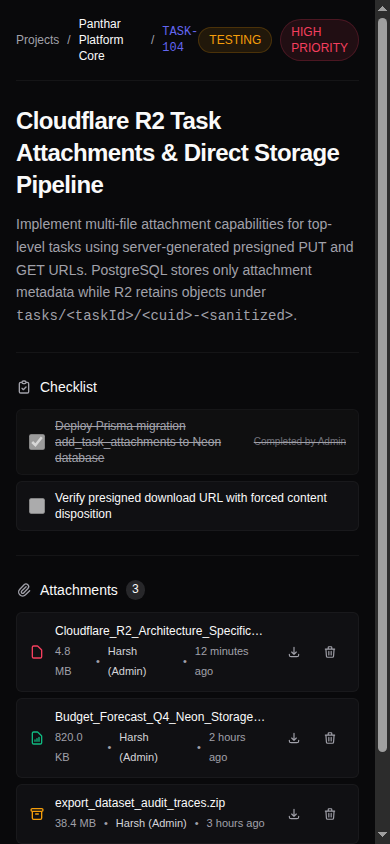 Projects / Panthar Platform Core / TASK-104 TESTING HIGH PRIORITY
Cloudflare R2 Task
Attachments & Direct Storage
Pipeline
Implement multi-file attachment capabilities for top-
level tasks using server-generated presigned PUT and
GET URLs. PostgreSQL stores only attachment
metadata while R2 retains objects under
tasks/<taskId>/<cuid>-<sanitized>.
Checklist
Deploy Prisma migration
add_task_attachments to Neon
database
Completed by Admin
Verify presigned download URL with forced content
disposition
Attachments 3
Cloudflare_R2_Architecture_Specific...
4.8 MB • Harsh (Admin) • 12 minutes ago
Budget_Forecast_Q4_Neon_Storage...
820.0 KB • Harsh (Admin) • 2 hours ago
export_dataset_audit_traces.zip
38.4 MB • Harsh (Admin) • 3 hours ago